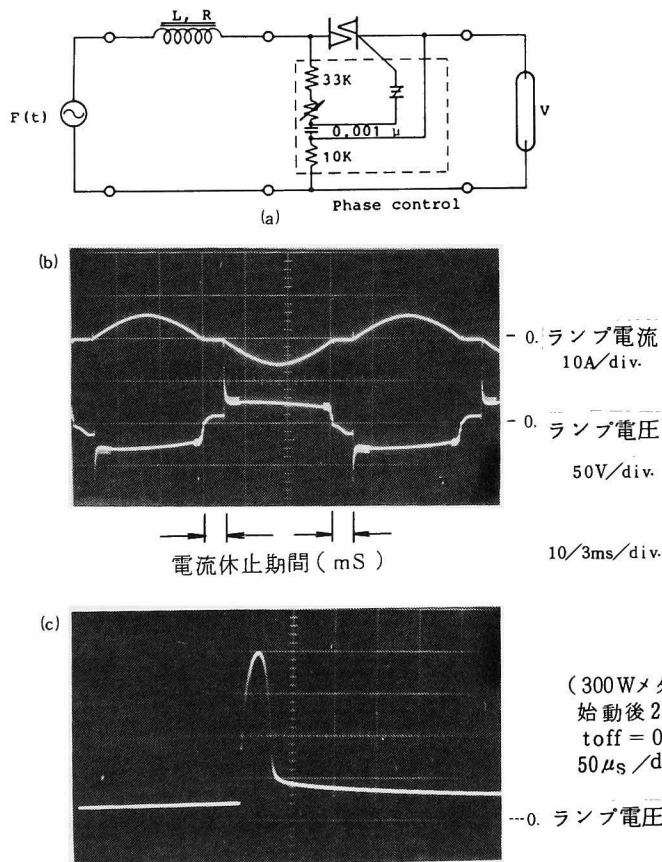 L, R
33K
F(t)
V
0.001 μ
10K
Phase control
(a)
(b)
0. ランプ電流
10A/div.
0. ランプ電圧
50V/div.
電流休止期間(mS)
10/3ms/div.
(c)
(300Wメ
始動後2
toff = 0
50μs/d
0. ランプ電圧